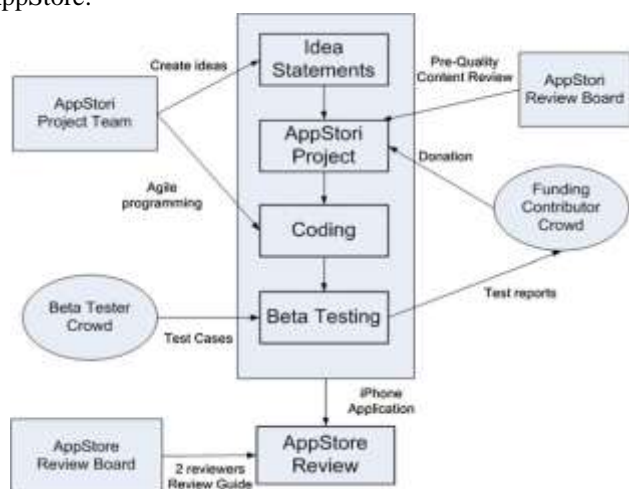 AppStore.
Idea
Statements
Create ideas
Pre-Quality
Content Review
AppStori
Project Team
AppStori
Review Board
AppStori
Project
Donation
Agile
programming
Funding
Contributor
Crowd
Coding
Beta Tester
Crowd
Beta Testing
Test reports
Test Cases
iPhone
Application
AppStore
Review Board
AppStore
Review
2 reviewers
Review Guide